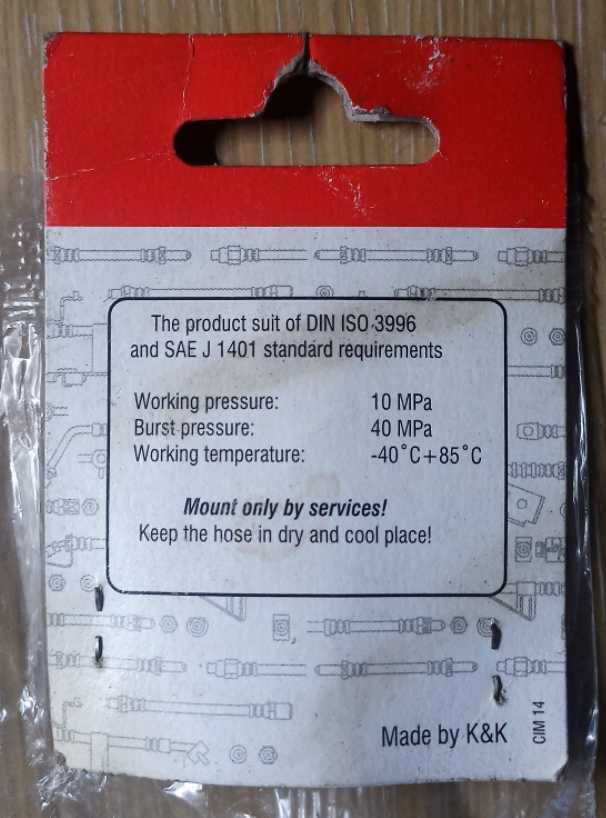 The product suit of DIN ISO 3996
and SAE J 1401 standard requirements
Working pressure: 10 MPa
Burst pressure: 40 MPa
Working temperature: -40˚C+85˚C
Mount only by services!
Keep the hose in dry and cool place!
Made by K&K
CIM 14